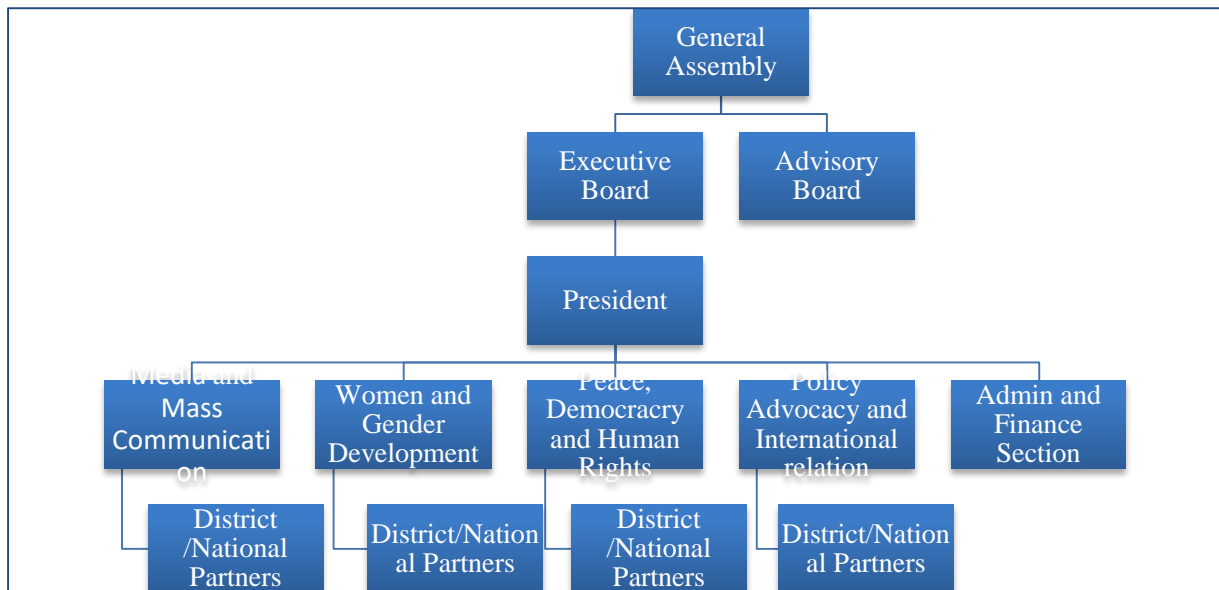 General
Assembly
Executive
Board
Advisory
Board
President
Media and
Mass
Communicati
on
Women and
Gender
Development
Peace,
Democracry
and Human
Rights
Policy
Advocacy and
International
relation
Admin and
Finance
Section
District
/National
Partners
District/Nation
al Partners
District
/National
Partners
District/Nation
al Partners